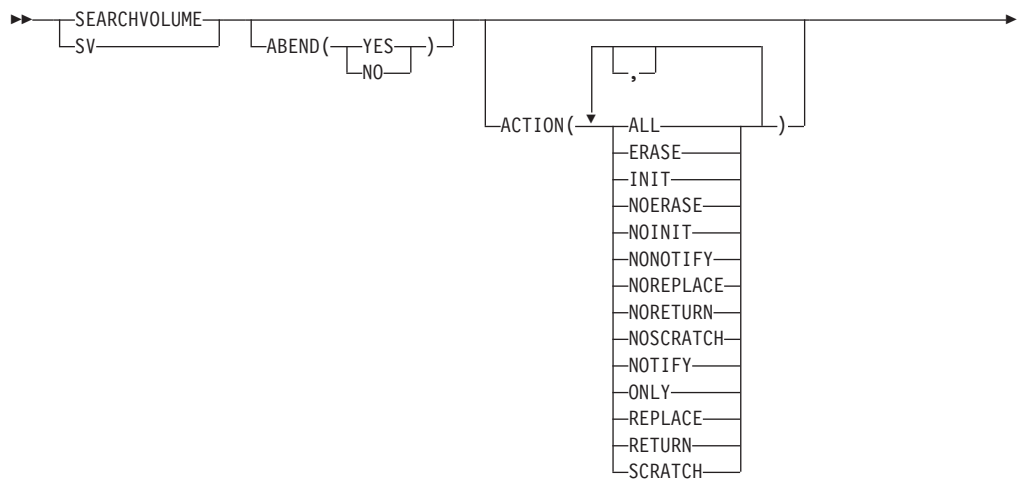 SEARCHVOLUME
SV
ABEND( YES )
NO
,
ACTION( ALL )
ERASE
INIT
NOERASE
NOINIT
NONOTIFY
NOREPLACE
NORETURN
NOSCRATCH
NOTIFY
ONLY
REPLACE
RETURN
SCRATCH